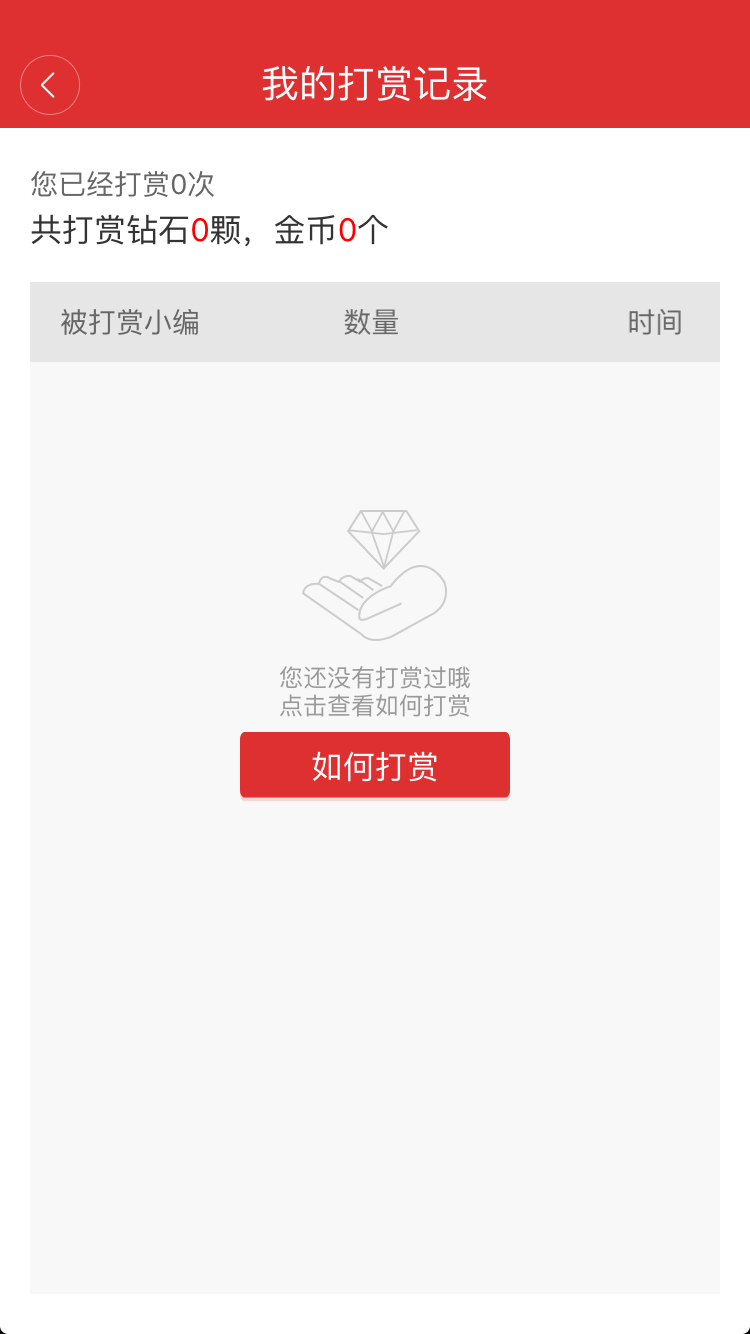 我的打赏记录
您已经打赏0次
共打赏钻石0颗，金币0个
被打赏小编 数量 时间
您还没有打赏过哦
点击查看如何打赏
如何打赏